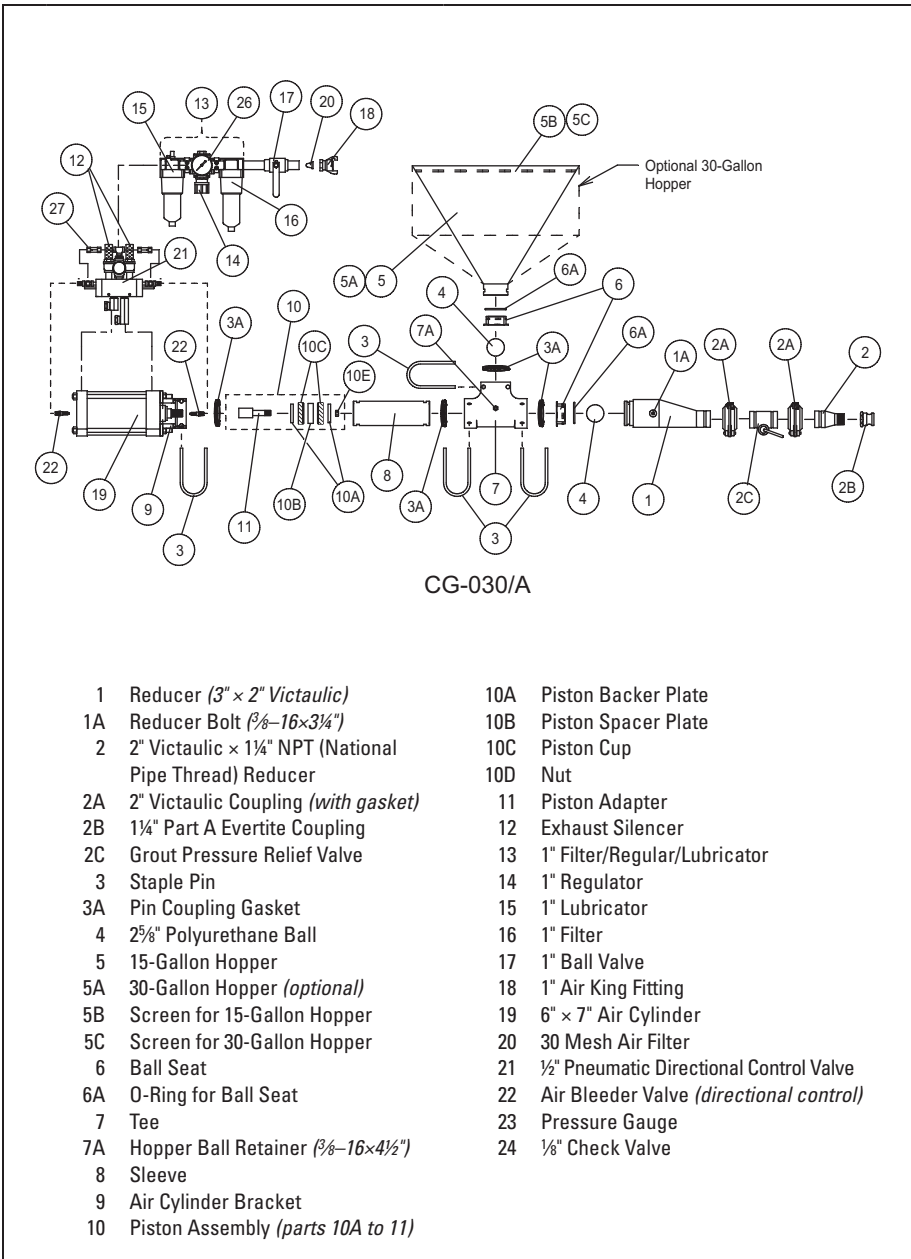 15
13
26
17
20
18
5B
5C
12
Optional 30-Gallon
Hopper
27
21
14
16
5A
5
6A
6
4
10
3A
7A
3
3A
3A
6A
1A
2A
2A
2
22
10C
10E
22
19
9
3
11
10B
10A
8
3A
7
3
4
1
2C
2B
CG-030/A
1 Reducer (3" × 2" Victaulic)
1A Reducer Bolt (3⁄8–16×3¼")
2 2" Victaulic × 1¼" NPT (National
Pipe Thread) Reducer
2A 2" Victaulic Coupling (with gasket)
2B 1¼" Part A Evertite Coupling
2C Grout Pressure Relief Valve
3 Staple Pin
3A Pin Coupling Gasket
4 2⅝" Polyurethane Ball
5 15-Gallon Hopper
5A 30-Gallon Hopper (optional)
5B Screen for 15-Gallon Hopper
5C Screen for 30-Gallon Hopper
6 Ball Seat
6A O-Ring for Ball Seat
7 Tee
7A Hopper Ball Retainer (3⁄8–16×4½")
8 Sleeve
9 Air Cylinder Bracket
10 Piston Assembly (parts 10A to 11)
10A Piston Backer Plate
10B Piston Spacer Plate
10C Piston Cup
10D Nut
11 Piston Adapter
12 Exhaust Silencer
13 1" Filter/Regular/Lubricator
14 1" Regulator
15 1" Lubricator
16 1" Filter
17 1" Ball Valve
18 1" Air King Fitting
19 6" × 7" Air Cylinder
20 30 Mesh Air Filter
21 ½" Pneumatic Directional Control Valve
22 Air Bleeder Valve (directional control)
23 Pressure Gauge
24 ⅛" Check Valve